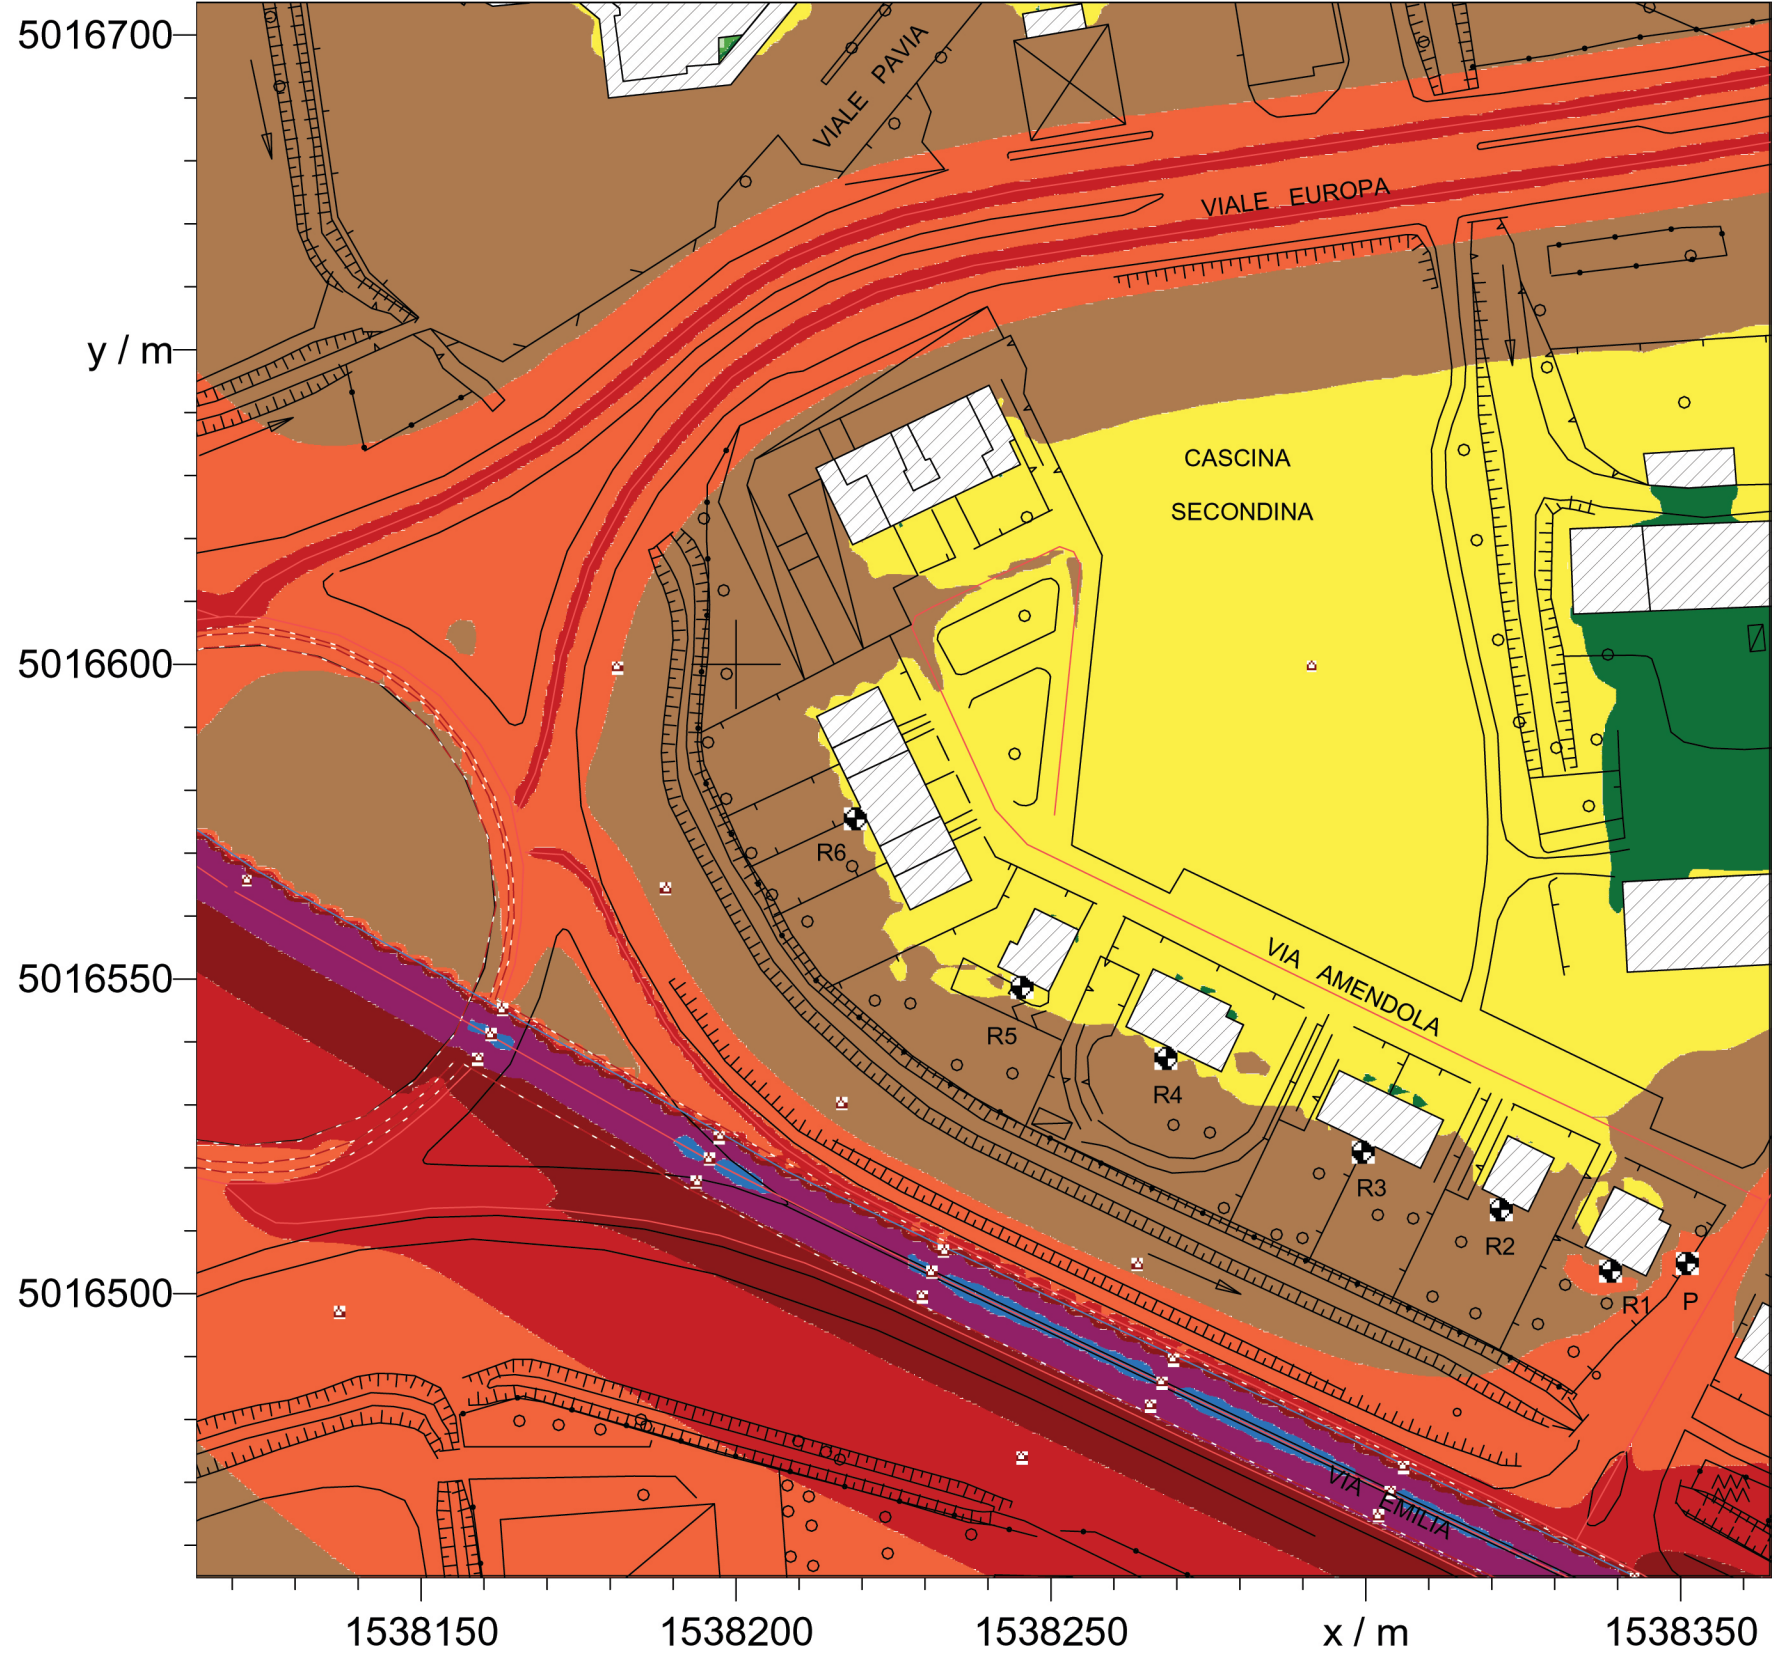 5016700
VIALE PAVIA
VIALE EUROPA
y / m
CASCINA
SECONDINA
5016600
R6
VIA AMENDOLA
5016550
R5
R4
R3
R2
5016500
R1
P
VIA EMILIA
1538150
1538200
1538250
x / m
1538350